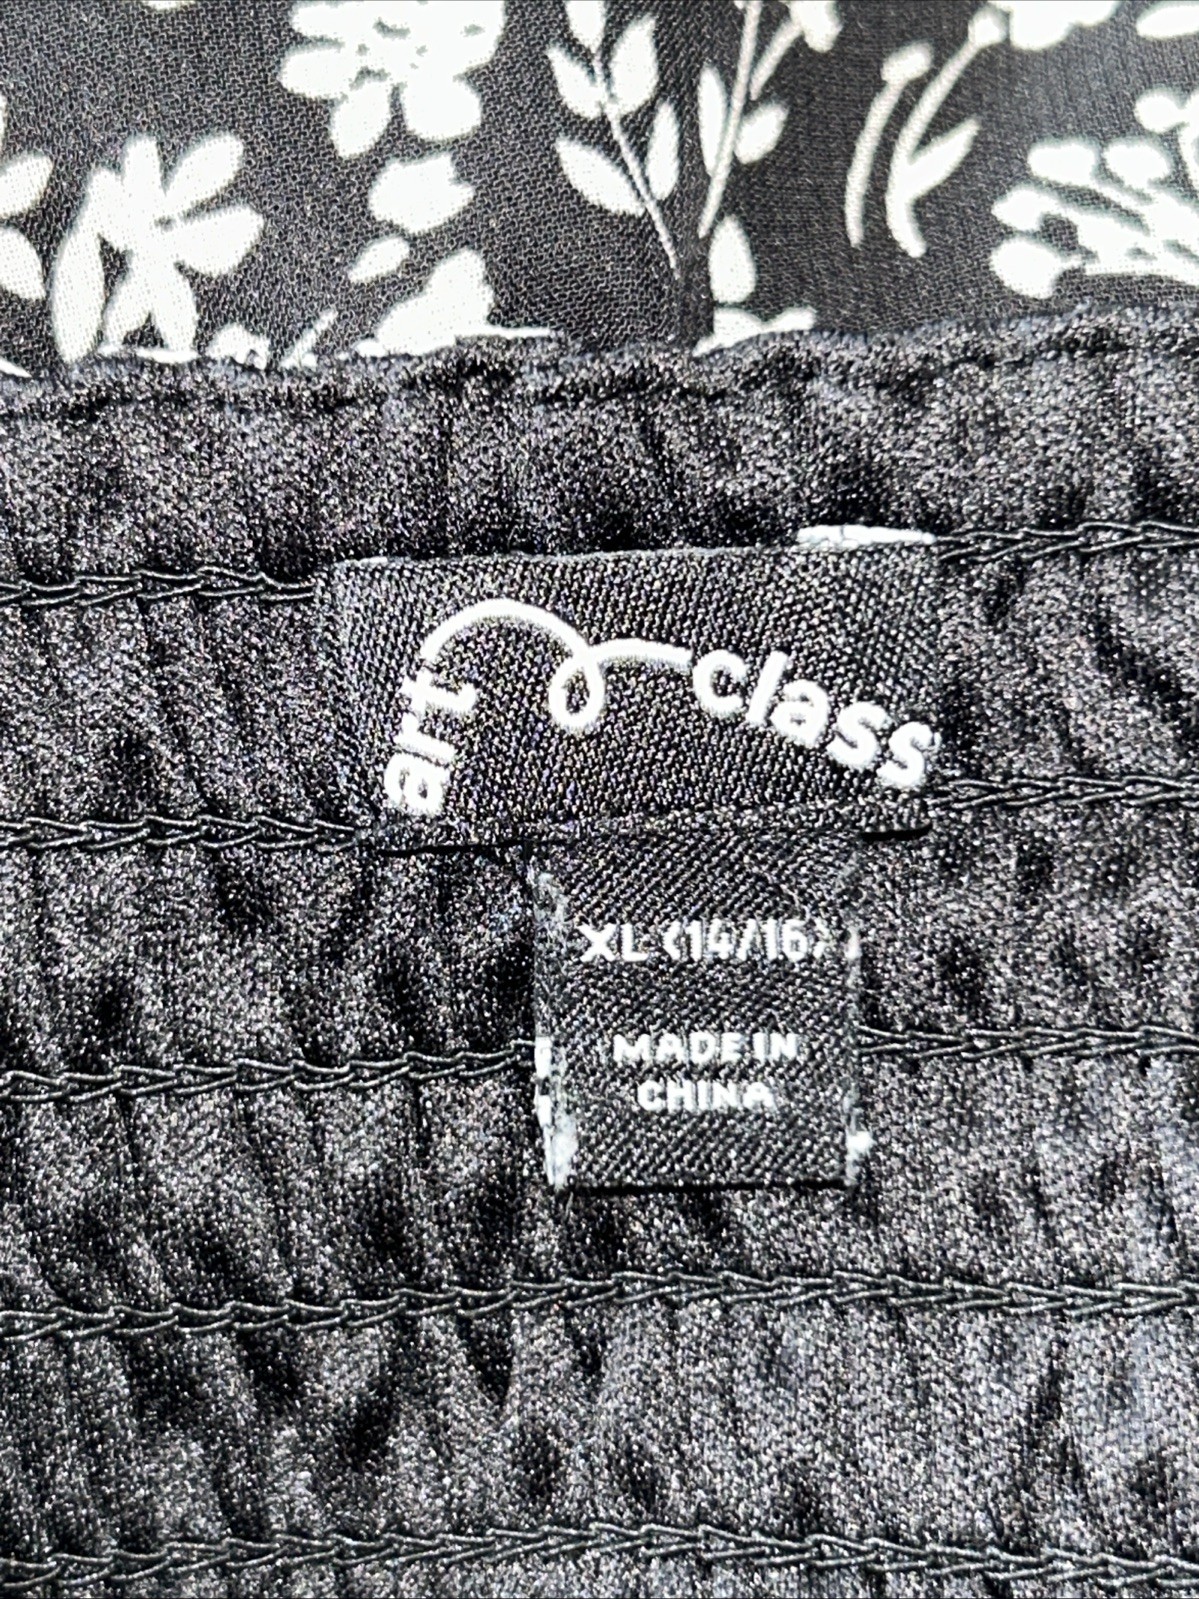 art class
XL (14/16)
MADE IN
CHINA